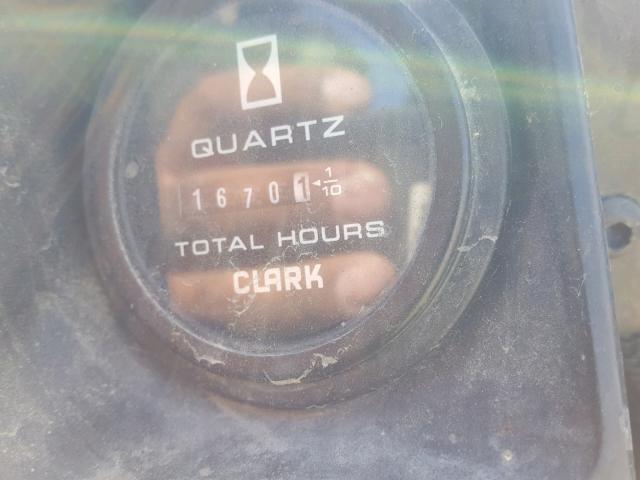 QUARTZ
16701 ◄1/10
TOTAL HOURS
CLARK